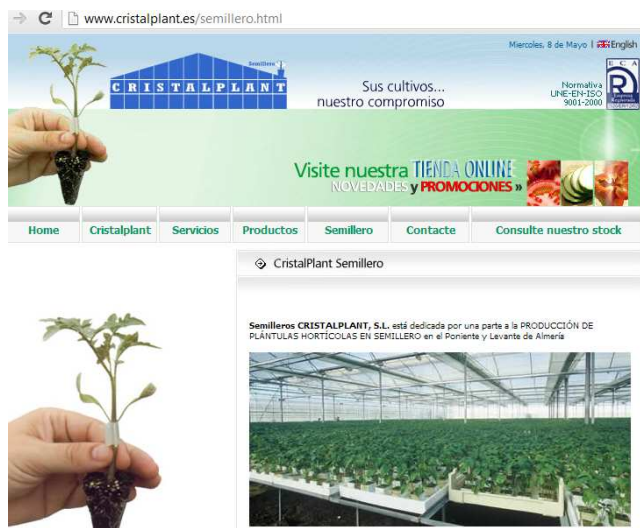 www.cristalplant.es/semillero.html
Miercoles, 8 de Mayo | English
Semillero
CRISTALPLANT
Sus cultivos...
nuestro compromiso
Normativa
UNE-EN-ISO
9001-2000
E C A
R
Empresa
Registrada
Visite nuestra TIENDA ONLINE
NOVEDADES y PROMOCIONES »
Home Cristalplant Servicios Productos Semillero Contacte Consulte nuestro stock
CristalPlant Semillero
Semilleros CRISTALPLANT, S.L. está dedicada por una parte a la PRODUCCIÓN DE
PLÁNTULAS HORTÍCOLAS EN SEMILLERO en el Poniente y Levante de Almería